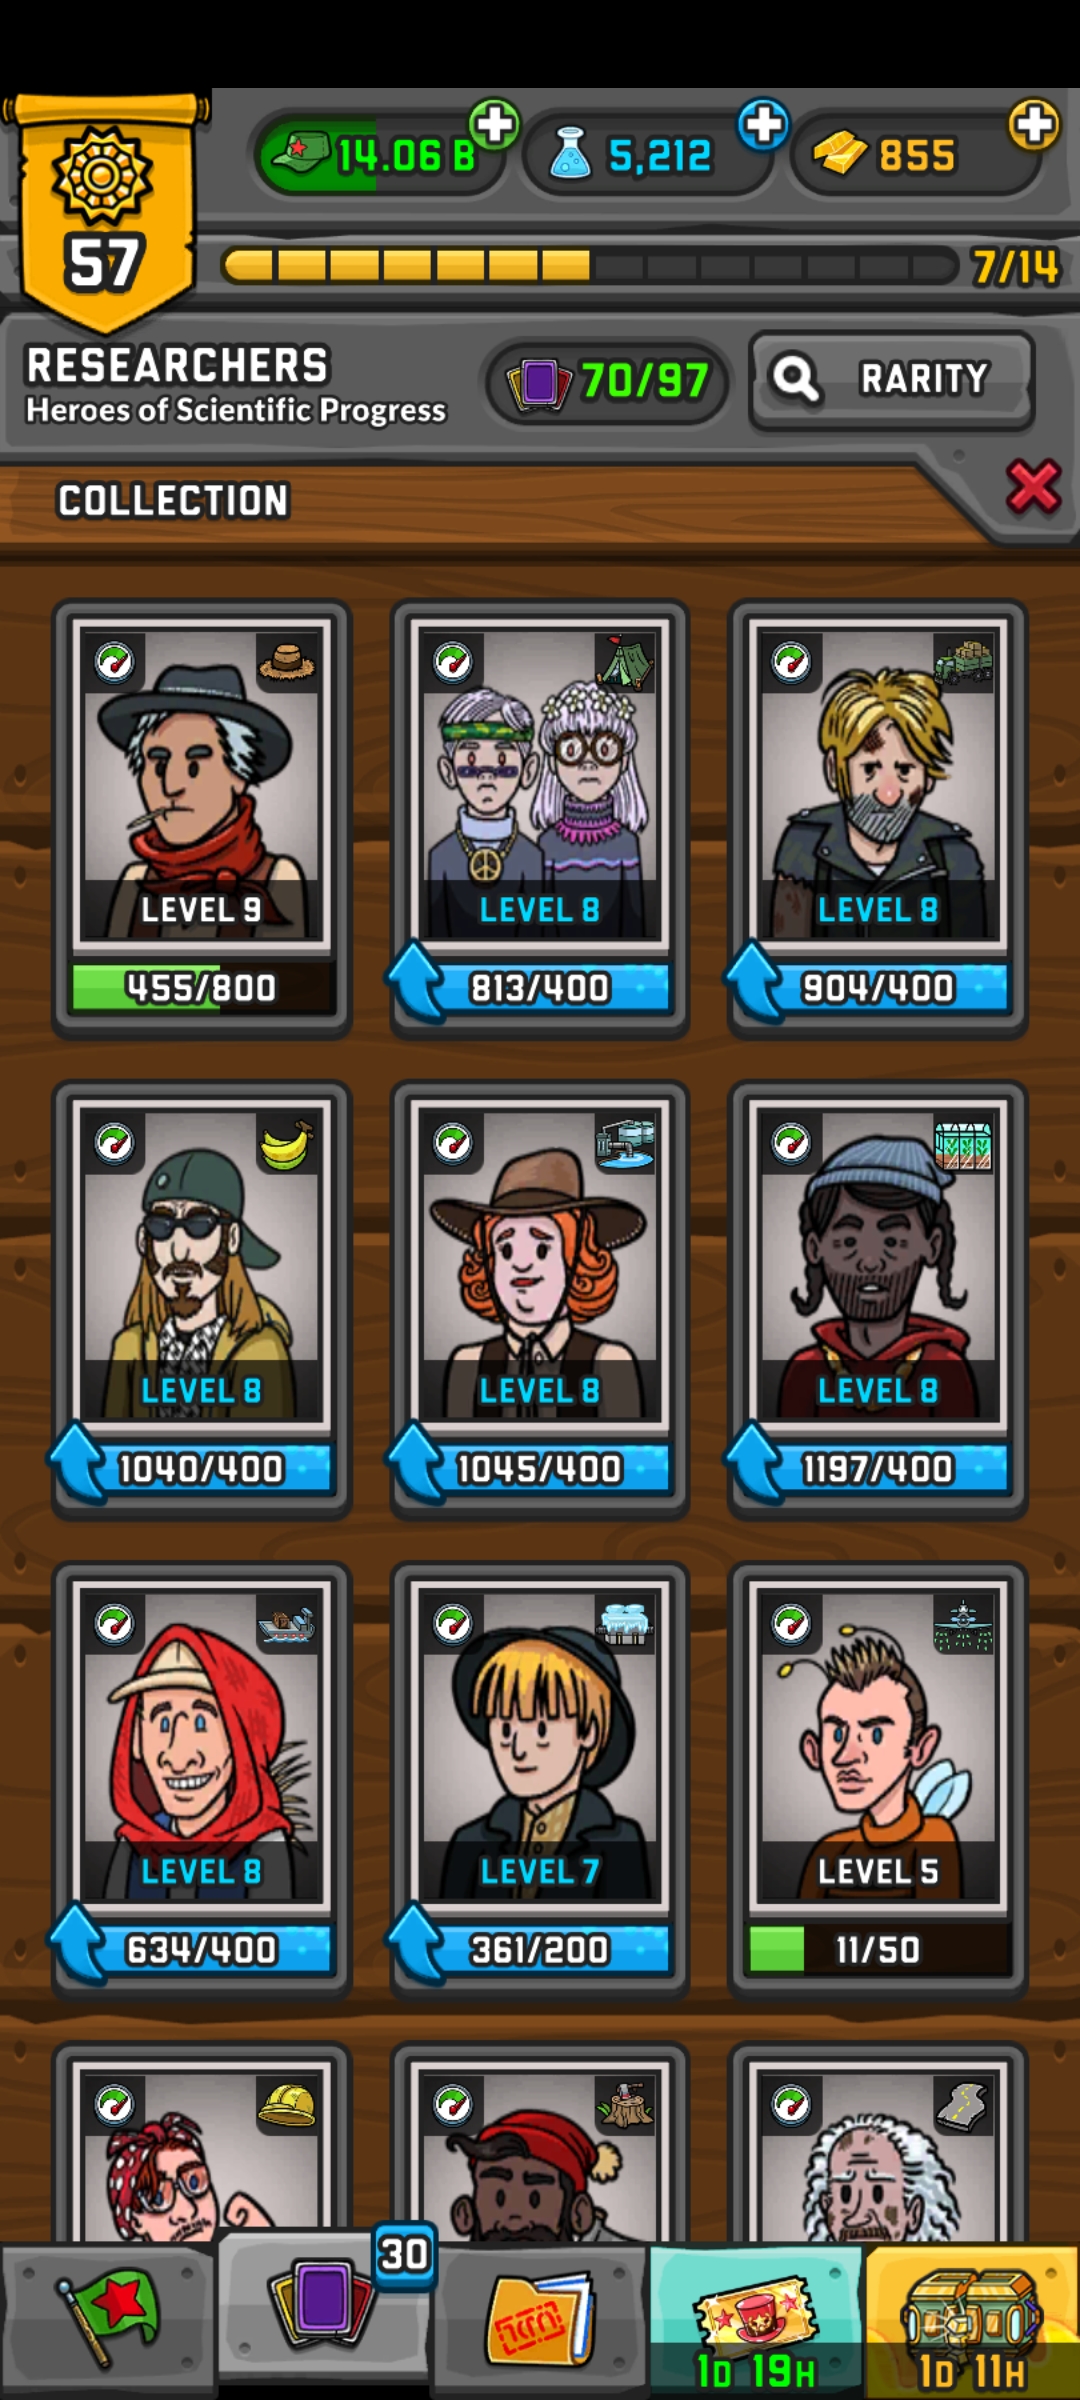 14.06 B
5,212
855
57
7/14
RESEARCHERS
Heroes of Scientific Progress
70/97
RARITY
COLLECTION
LEVEL 9
LEVEL 8
LEVEL 8
455/800
813/400
904/400
LEVEL 8
LEVEL 8
LEVEL 8
1040/400
1045/400
1197/400
LEVEL 8
LEVEL 7
LEVEL 5
634/400
361/200
11/50
30
1D 19H
1D 11H